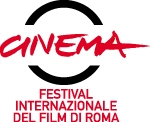 CINEMA
FESTIVAL
INTERNAZIONALE
DEL FILM DI ROMA